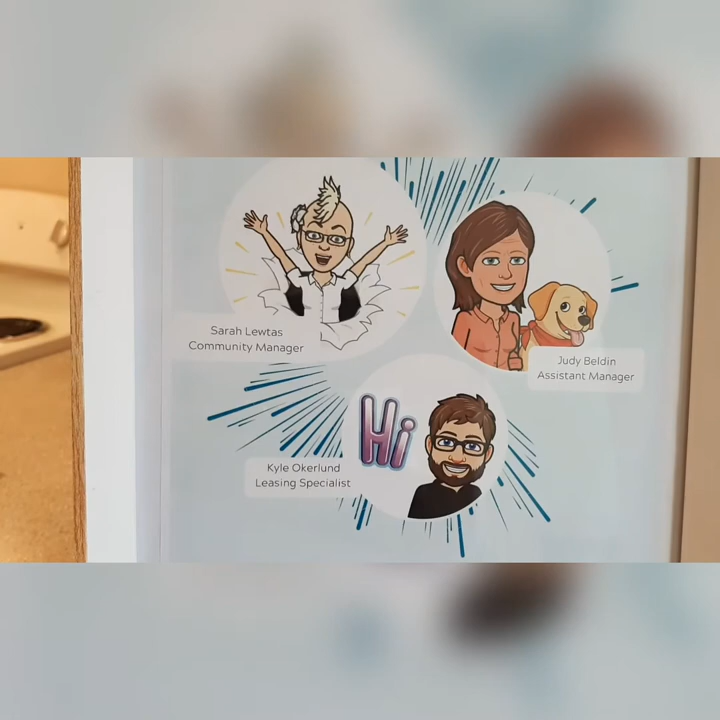 Sarah Lewtas
Community Manager
Judy Beldin
Assistant Manager
Hi
Kyle Okerlund
Leasing Specialist